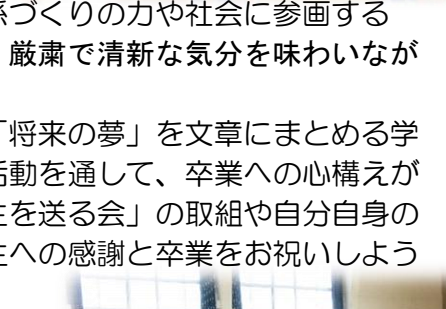 係づくりの力や社会に参画する
厳粛で清新な気分を味わいなが
「将来の夢」を文章にまとめる学
活動を通して、卒業への心構えが
生を送る会」の取組や自分自身の
生への感謝と卒業をお祝いしよう